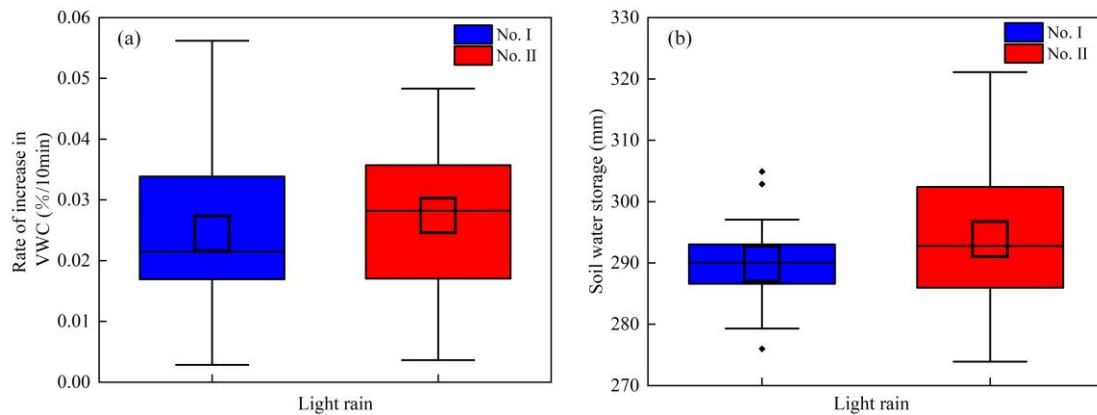 (a)
No. I
No. II
0.06
0.05
0.04
0.03
0.02
0.01
0.00
Rate of increase in
VWC (%/10min)
Light rain
(b)
No. I
No. II
330
320
310
300
290
280
270
Soil water storage (mm)
Light rain